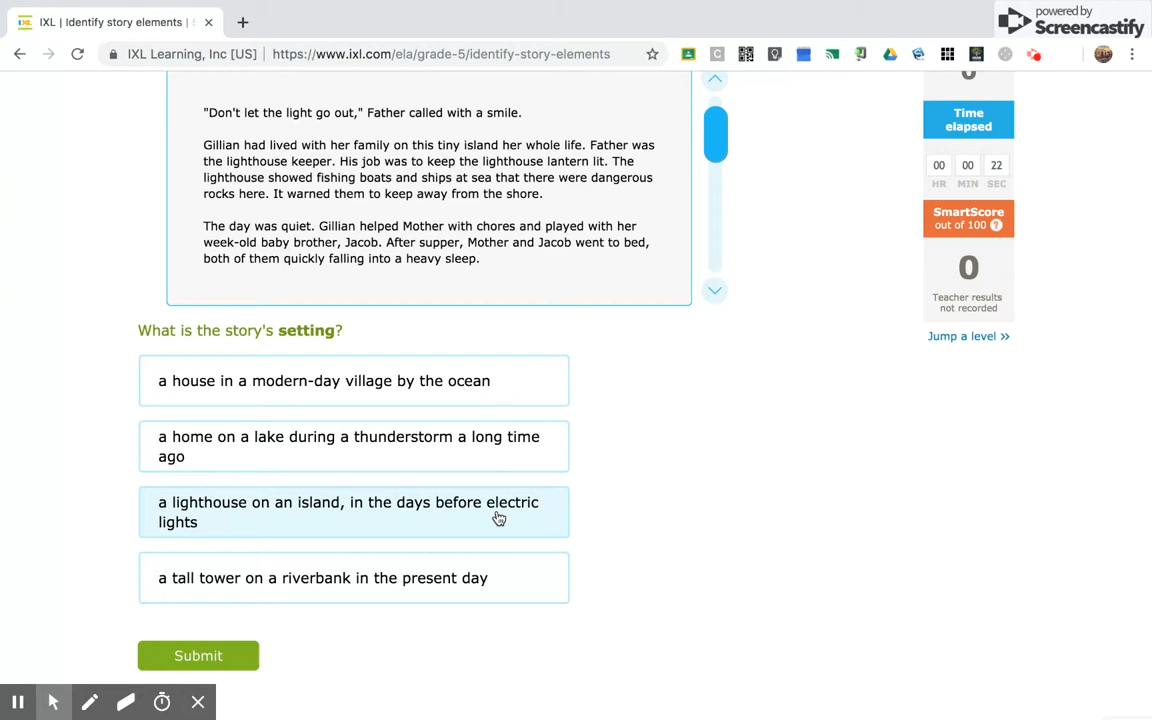 IXL | Identify story elements |
powered by
Screencastify
IXL Learning, Inc [US]
https://www.ixl.com/ela/grade-5/identify-story-elements
"Don't let the light go out," Father called with a smile.
Gillian had lived with her family on this tiny island her whole life. Father was
the lighthouse keeper. His job was to keep the lighthouse lantern lit. The
lighthouse showed fishing boats and ships at sea that there were dangerous
rocks here. It warned them to keep away from the shore.
The day was quiet. Gillian helped Mother with chores and played with her
week-old baby brother, Jacob. After supper, Mother and Jacob went to bed,
both of them quickly falling into a heavy sleep.
What is the story's setting?
a house in a modern-day village by the ocean
a home on a lake during a thunderstorm a long time
ago
a lighthouse on an island, in the days before electric
lights
a tall tower on a riverbank in the present day
Submit
0
Time
elapsed
00 00 22
HR MIN SEC
SmartScore
out of 100 ?
0
Teacher results
not recorded
Jump a level >>